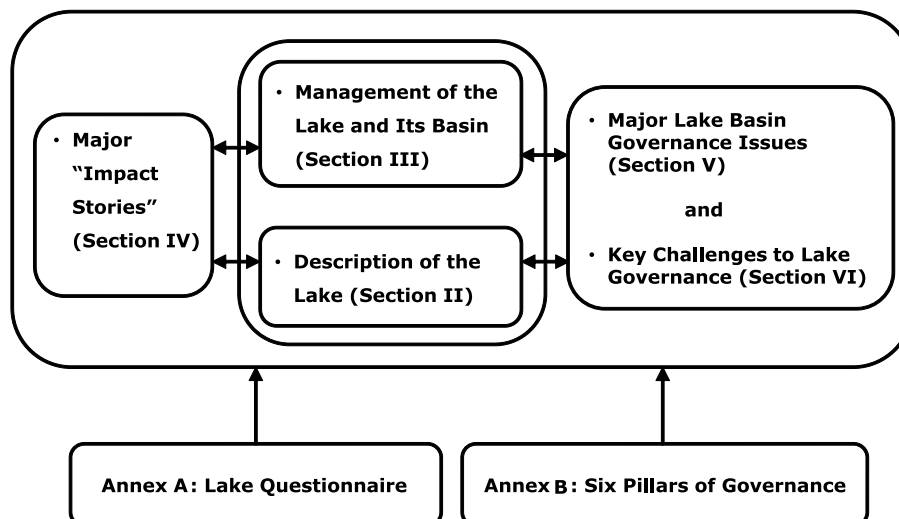 • Major
“Impact
Stories”
(Section IV)
• Management of the
Lake and Its Basin
(Section III)
• Description of the
Lake (Section II)
• Major Lake Basin
Governance Issues
(Section V)
and
• Key Challenges to Lake
Governance (Section VI)
Annex A: Lake Questionnaire
Annex B: Six Pillars of Governance